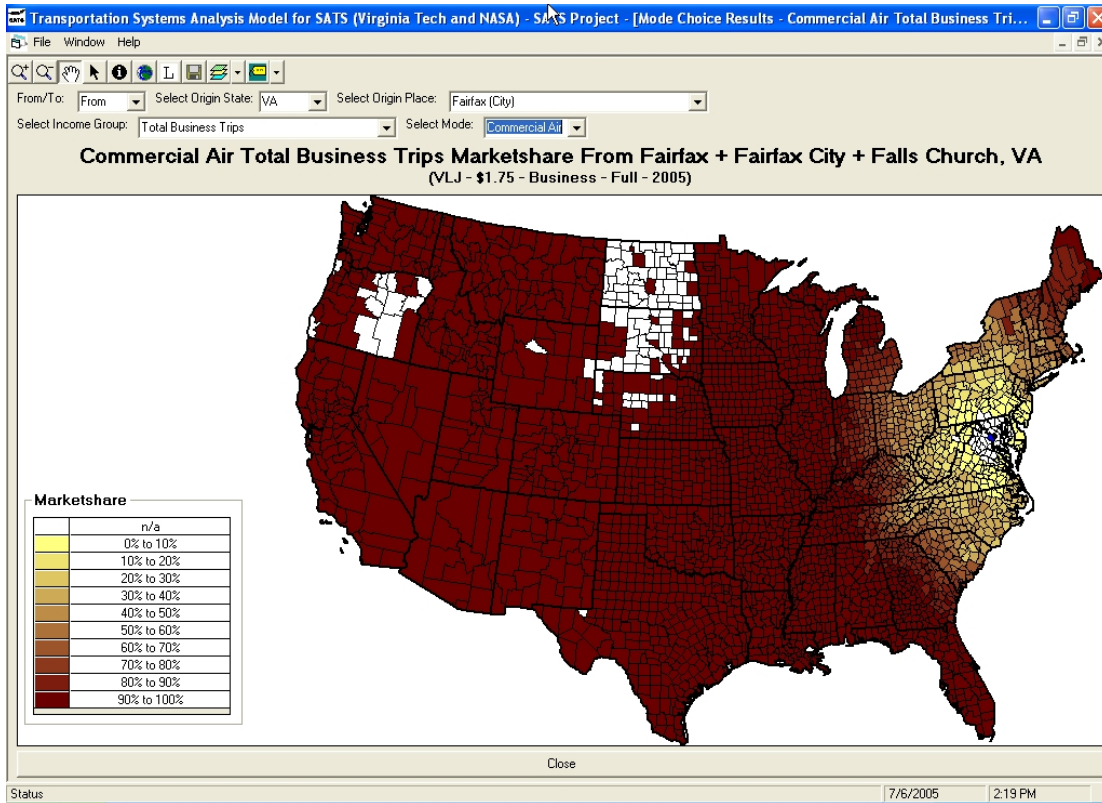 Transportation Systems Analysis Model for SATS (Virginia Tech and NASA) - SATS Project - [Mode Choice Results - Commercial Air Total Business Tri...
File Window Help
L
From/To: From Select Origin State: VA Select Origin Place: Fairfax (City)
Select Income Group: Total Business Trips Select Mode: Commercial Air
Commercial Air Total Business Trips Marketshare From Fairfax + Fairfax City + Falls Church, VA
(VLJ - $1.75 - Business - Full - 2005)
Marketshare
n/a
0% to 10%
10% to 20%
20% to 30%
30% to 40%
40% to 50%
50% to 60%
60% to 70%
70% to 80%
80% to 90%
90% to 100%
Close
Status 7/6/2005 2:19 PM